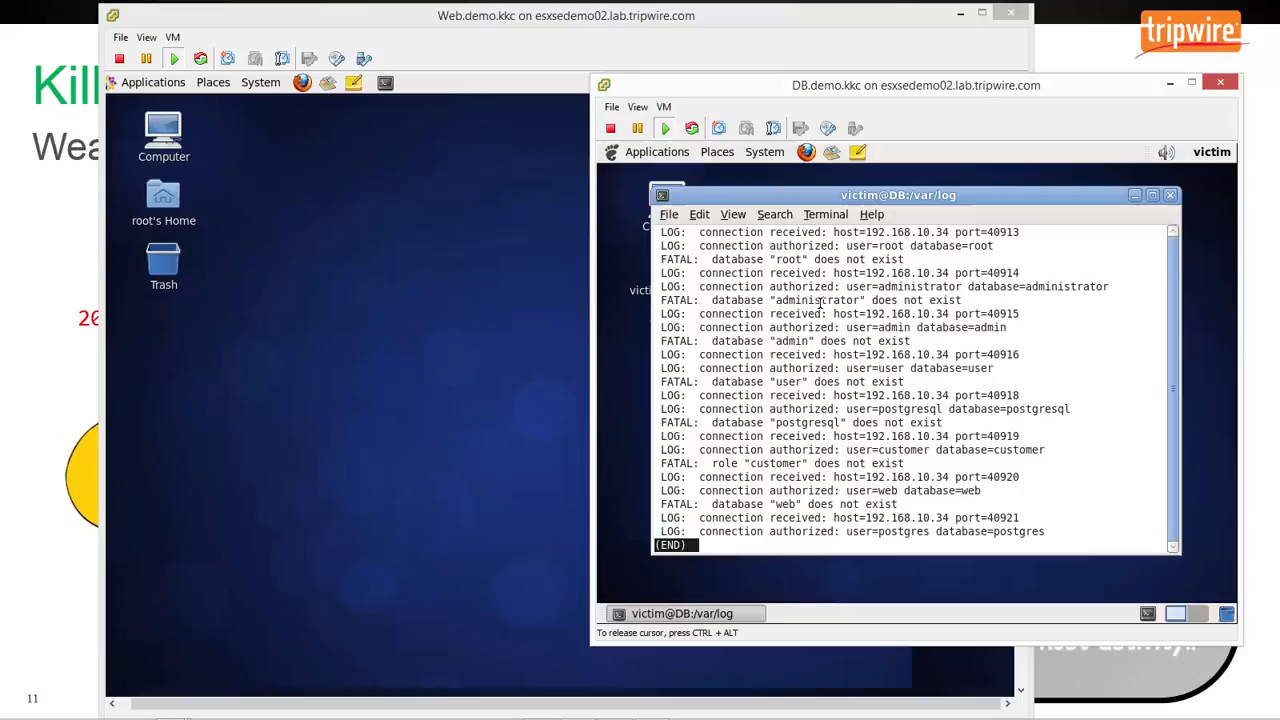 Web.demo.kkc on esxsedemo02.lab.tripwire.com
tripwire
File View VM
Kill
Applications Places System
Wea
Computer
root's Home
Trash
20
11
DB.demo.kkc on esxsedemo02.lab.tripwire.com
File View VM
Applications Places System victim
victim@DB:/var/log
File Edit View Search Terminal Help
LOG: connection received: host=192.168.10.34 port=40913
LOG: connection authorized: user=root database=root
FATAL: database "root" does not exist
LOG: connection received: host=192.168.10.34 port=40914
LOG: connection authorized: user=administrator database=administrator
FATAL: database "administrator" does not exist
LOG: connection received: host=192.168.10.34 port=40915
LOG: connection authorized: user=admin database=admin
FATAL: database "admin" does not exist
LOG: connection received: host=192.168.10.34 port=40916
LOG: connection authorized: user=user database=user
FATAL: database "user" does not exist
LOG: connection received: host=192.168.10.34 port=40918
LOG: connection authorized: user=postgresql database=postgresql
FATAL: database "postgresql" does not exist
LOG: connection received: host=192.168.10.34 port=40919
LOG: connection authorized: user=customer database=customer
FATAL: role "customer" does not exist
LOG: connection received: host=192.168.10.34 port=40920
LOG: connection authorized: user=web database=web
FATAL: database "web" does not exist
LOG: connection received: host=192.168.10.34 port=40921
LOG: connection authorized: user=postgres database=postgres
(END)
C
victi
victim@DB:/var/log
To release cursor, press CTRL + ALT